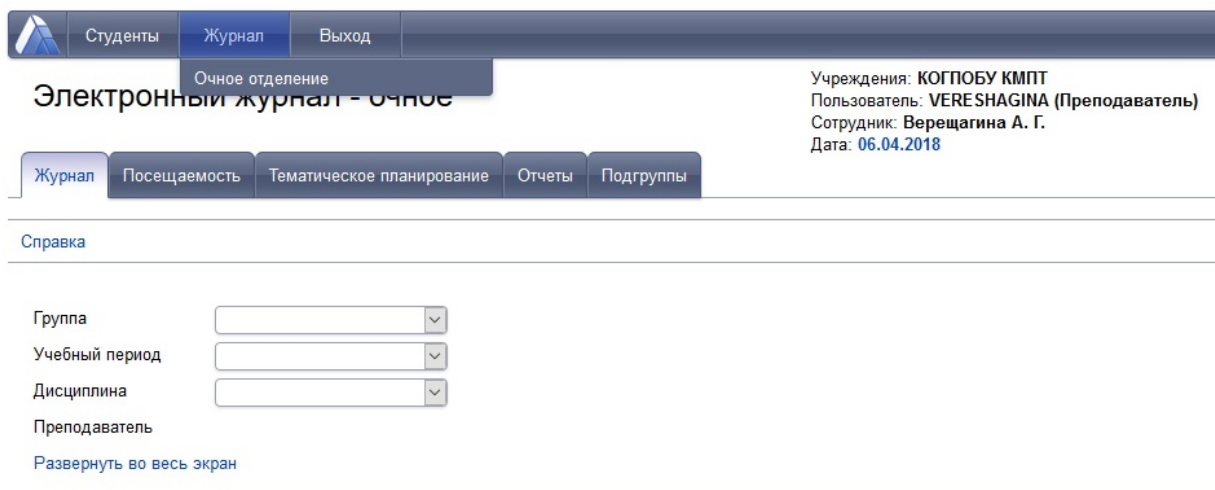 Студенты Журнал Выход
Очное отделение
Электронный журнал - очное
Учреждения: КОГПОБУ КМПТ
Пользователь: VERESHAGINA (Преподаватель)
Сотрудник: Верещагина А. Г.
Дата: 06.04.2018
Журнал Посещаемость Тематическое планирование Отчеты Подгруппы
Справка
Группа
Учебный период
Дисциплина
Преподаватель
Развернуть во весь экран